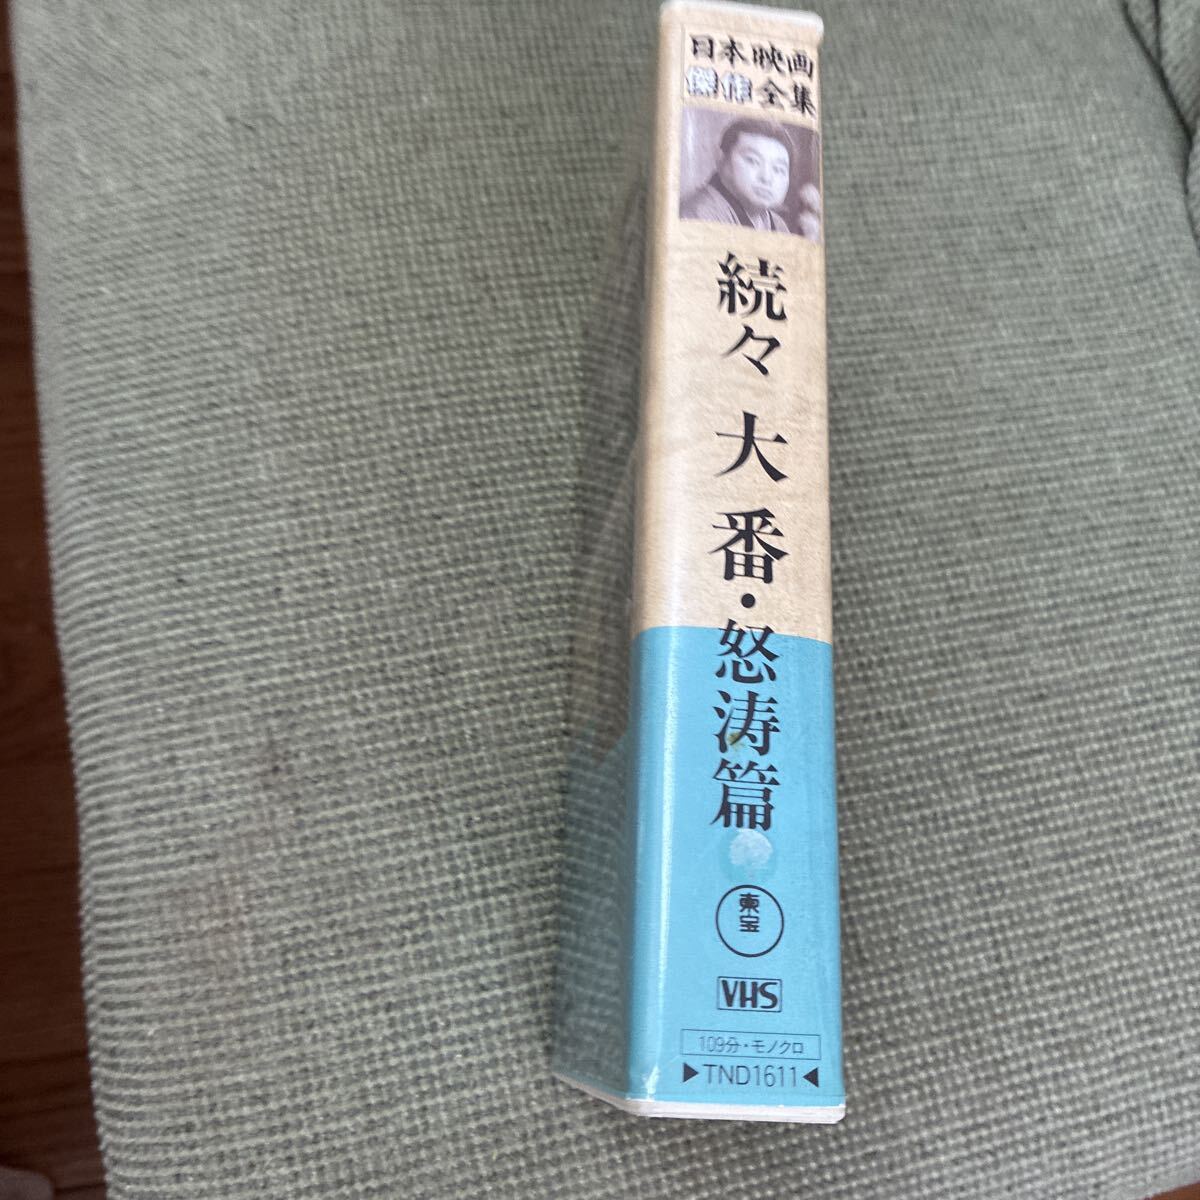 日本映画
傑作全集
続々 大番・怒涛篇
東宝
VHS
109分・モノクロ
▶TND1611◀